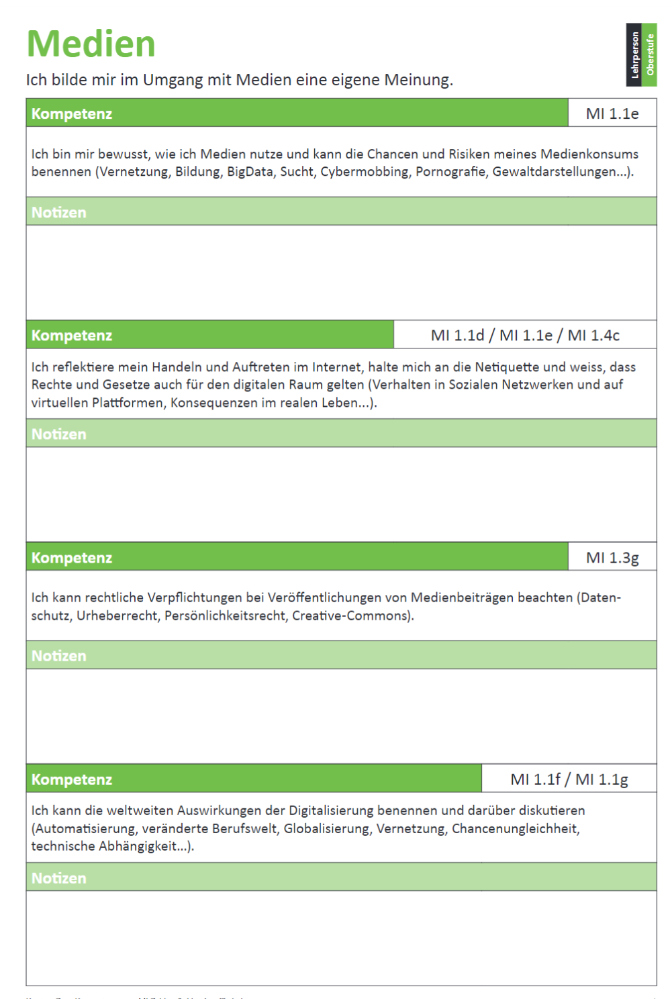 Medien
Lehrperson
Oberstufe
Ich bilde mir im Umgang mit Medien eine eigene Meinung.
Kompetenz MI 1.1e
Ich bin mir bewusst, wie ich Medien nutze und kann die Chancen und Risiken meines Medienkonsums
benennen (Vernetzung, Bildung, BigData, Sucht, Cybermobbing, Pornografie, Gewaltdarstellungen...).
Notizen
Kompetenz MI 1.1d / MI 1.1e / MI 1.4c
Ich reflektiere mein Handeln und Auftreten im Internet, halte mich an die Netiquette und weiss, dass
Rechte und Gesetze auch für den digitalen Raum gelten (Verhalten in Sozialen Netzwerken und auf
virtuellen Plattformen, Konsequenzen im realen Leben...).
Notizen
Kompetenz MI 1.3g
Ich kann rechtliche Verpflichtungen bei Veröffentlichungen von Medienbeiträgen beachten (Daten-
schutz, Urheberrecht, Persönlichkeitsrecht, Creative-Commons).
Notizen
Kompetenz MI 1.1f / MI 1.1g
Ich kann die weltweiten Auswirkungen der Digitalisierung benennen und darüber diskutieren
(Automatisierung, veränderte Berufswelt, Globalisierung, Vernetzung, Chancenungleichheit,
technische Abhängigkeit...).
Notizen